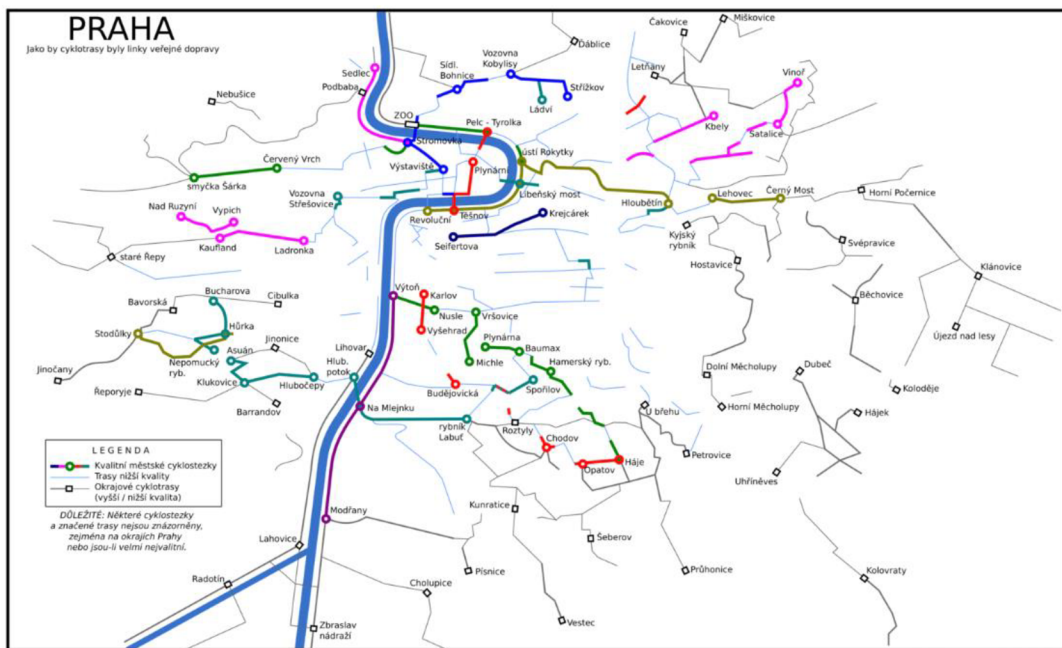 PRAHA
Jako by cyklotrasy byly linky veřejné dopravy
Sedlec
Podbaba
Nebušice
ZOO
Sídl.
Bohnice
Vozovna
Kobylisy
Ďáblice
Střížkov
Ládví
Čakovice
Miškovice
Letňany
Vinoř
Kbely
Satalice
Pelc - Tyrolka
Stromovka
Výstaviště
Plynární
ústí Rokytky
Červený Vrch
smyčka Šárka
Vozovna
Střešovice
Libeňský most
Nad Ruzyní
Vypich
Kaufland
Ladronka
Revoluční
Těšnov
Krejcárek
Seifertova
Hloubětín
Lehovec
Černý Most
Horní Počernice
Kyjský
rybník
Hostavice
Svépravice
Klánovice
staré Řepy
Bucharova
Bavorská
Cibulka
Stodůlky
Hůrka
Výtoň
Karlov
Nusle
Vyšehrad
Vršovice
Běchovice
Újezd nad lesy
Nepomucký
ryb.
Asuán
Jinonice
Lihovar
Hlub.
potok
Plynárna
Michle
Baumax
Hamerský ryb.
Jinočany
Řeporyje
Klukovice
Hlubočepy
Barrandov
Budějovická
Spořilov
Dolní Měcholupy
Dubeč
Koloděje
Na Mlejnku
rybník
Labuť
Roztyly
U břehu
Horní Měcholupy
Hájek
Chodov
Opatov
Háje
Petrovice
Uhříněves
LEGENDA
Kvalitní městské cyklostezky
Trasy nižší kvality
Okrajové cyklotrasy
(vyšší / nižší kvalita)
DŮLEŽITÉ: Některé cyklostezky
a značené trasy nejsou znázorněny,
zejména na okrajích Prahy
nebo jsou-li velmi nejvalitní.
Modřany
Kunratice
Lahovice
Šeberov
Radotín
Písnice
Průhonice
Kolovraty
Cholupice
Zbraslav
nádraží
Vestec